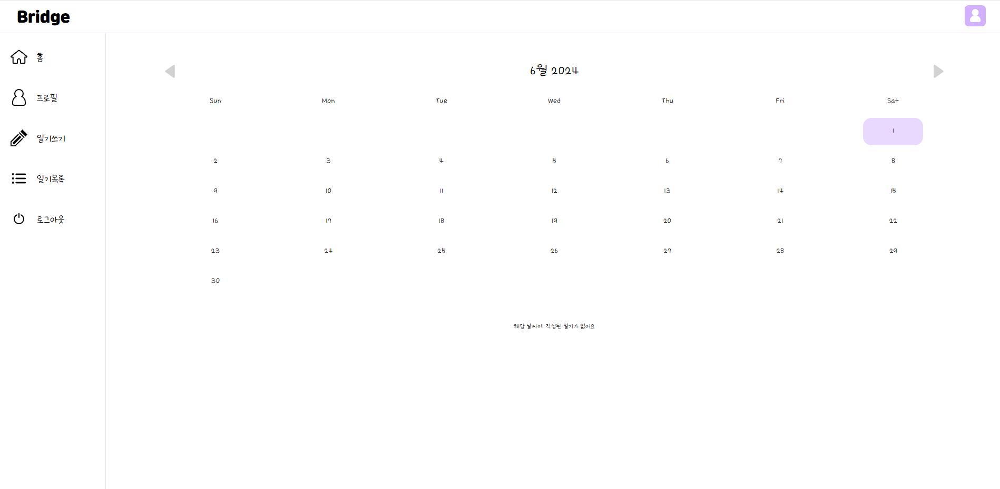 Bridge
홈
프로필
일기쓰기
일기목록
로그아웃
6월 2024
Sun Mon Tue Wed Thu Fri Sat
1
2 3 4 5 6 7 8
9 10 11 12 13 14 15
16 17 18 19 20 21 22
23 24 25 26 27 28 29
30
해당 날짜에 작성된 일기가 없어요